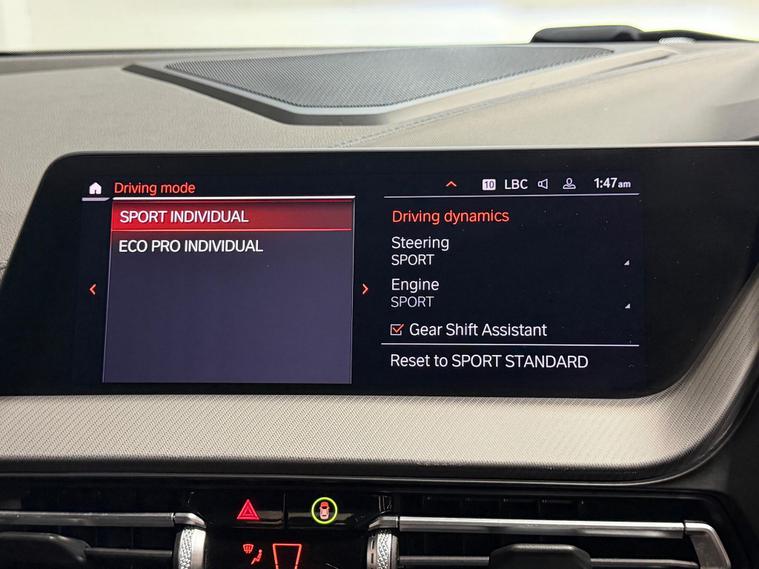 Driving mode
10 LBC 1:47am
SPORT INDIVIDUAL
ECO PRO INDIVIDUAL
Driving dynamics
Steering
SPORT
Engine
SPORT
Gear Shift Assistant
Reset to SPORT STANDARD